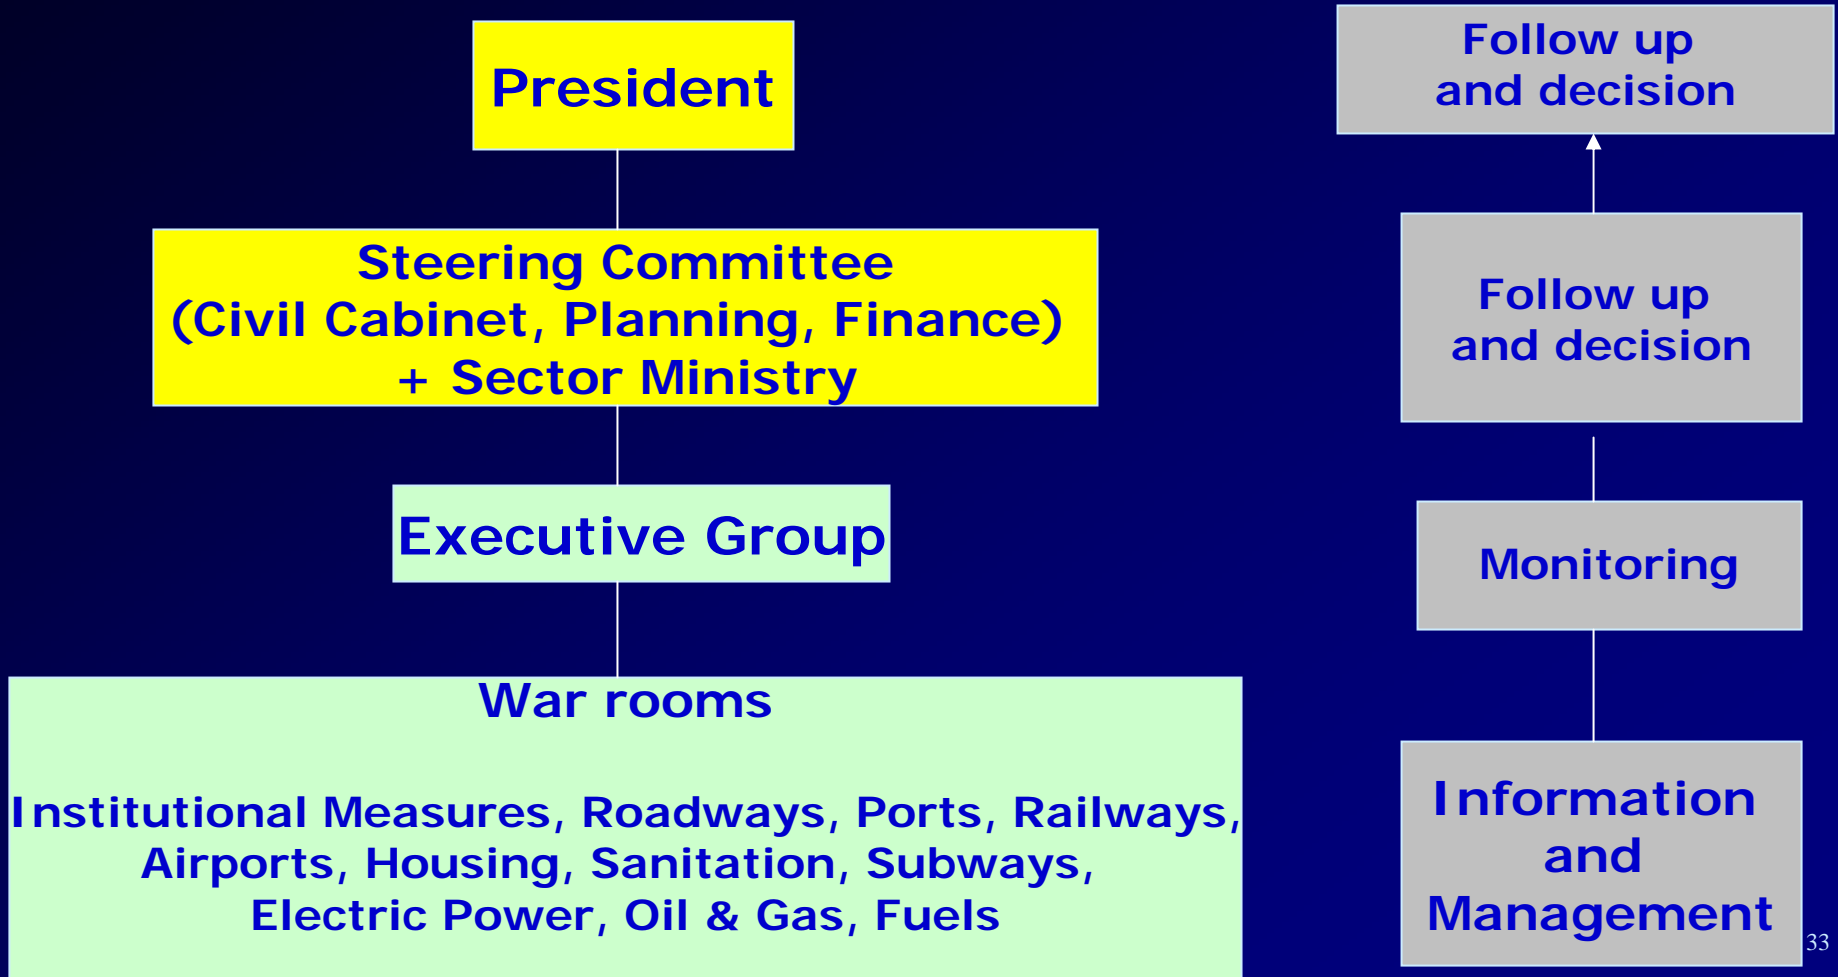 President
Steering Committee
(Civil Cabinet, Planning, Finance)
+ Sector Ministry
Executive Group
War rooms
Institutional Measures, Roadways, Ports, Railways,
Airports, Housing, Sanitation, Subways,
Electric Power, Oil & Gas, Fuels
Follow up
and decision
Follow up
and decision
Monitoring
Information
and
Management
33